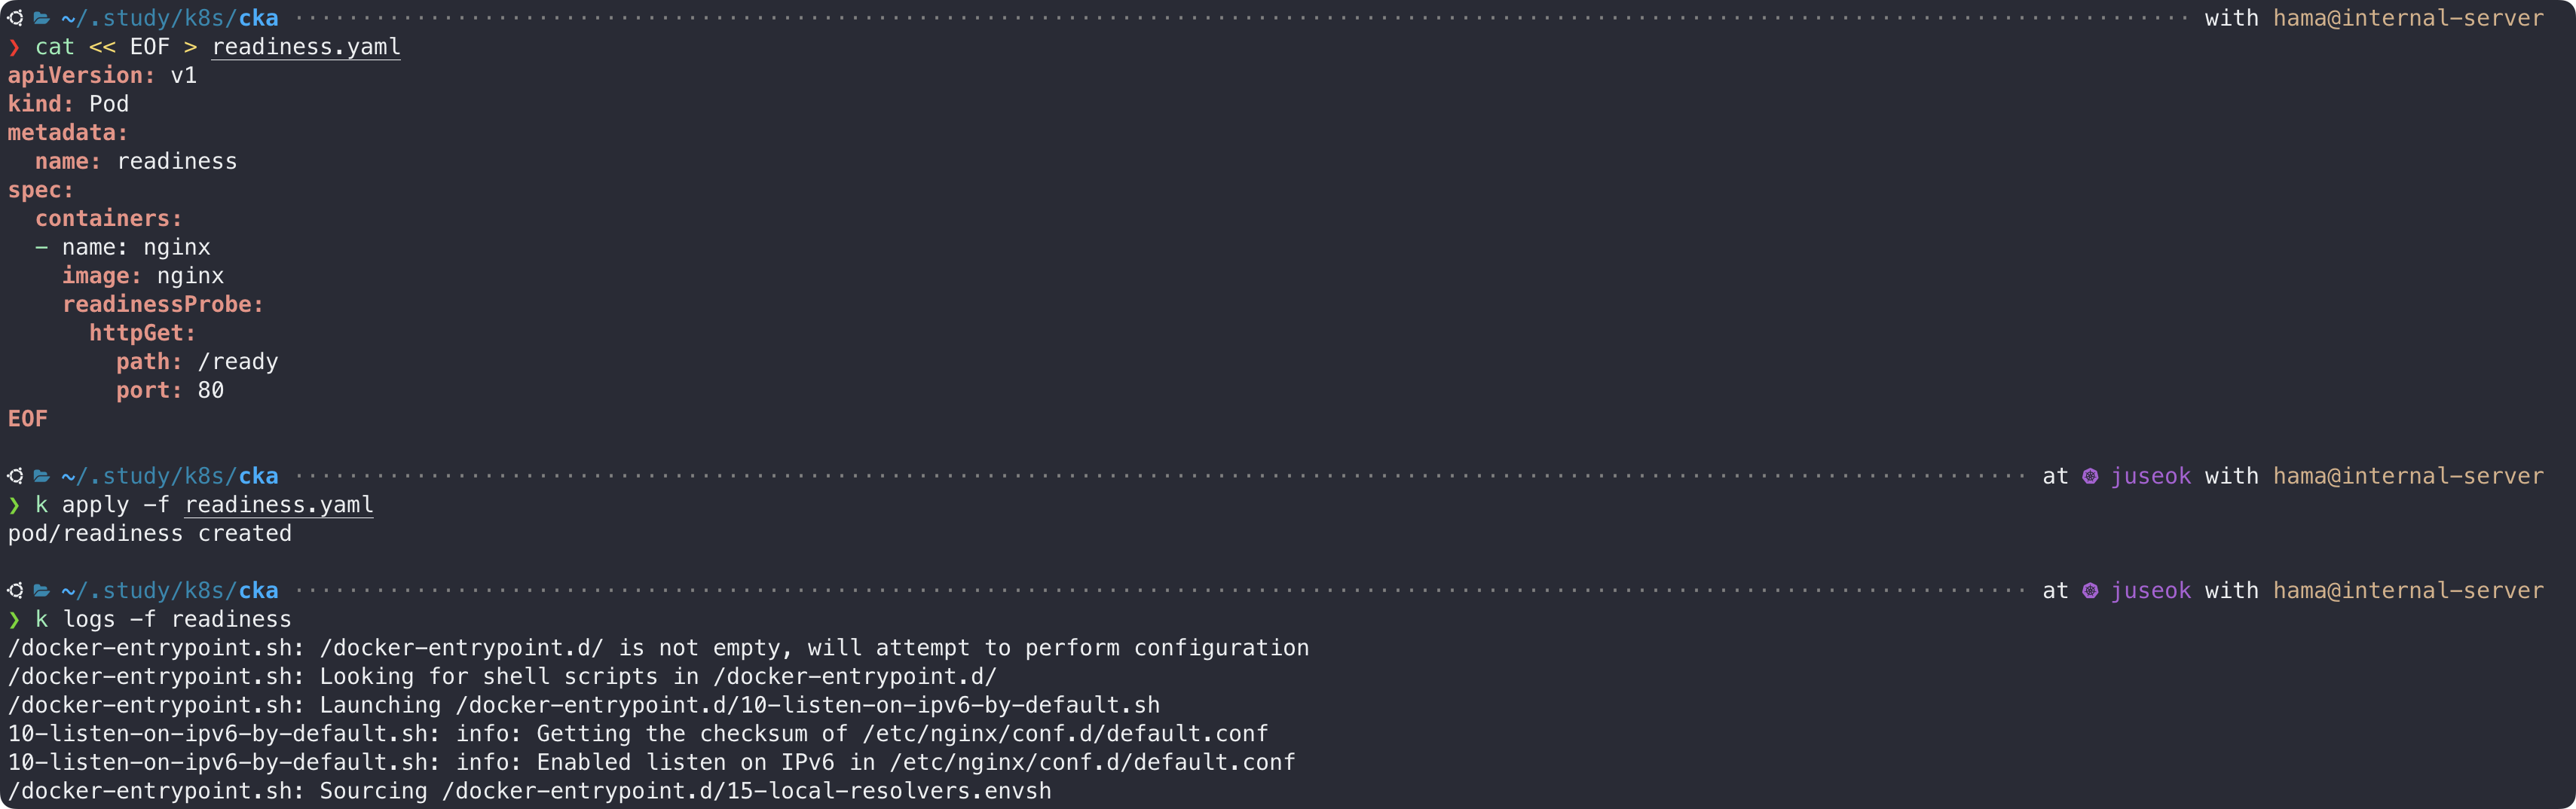 ~/.study/k8s/cka with hama@internal-server
❯ cat << EOF > readiness.yaml
apiVersion: v1
kind: Pod
metadata:
  name: readiness
spec:
  containers:
  - name: nginx
    image: nginx
    readinessProbe:
      httpGet:
        path: /ready
        port: 80
EOF
~/.study/k8s/cka at juseok with hama@internal-server
❯ k apply -f readiness.yaml
pod/readiness created
~/.study/k8s/cka at juseok with hama@internal-server
❯ k logs -f readiness
/docker-entrypoint.sh: /docker-entrypoint.d/ is not empty, will attempt to perform configuration
/docker-entrypoint.sh: Looking for shell scripts in /docker-entrypoint.d/
/docker-entrypoint.sh: Launching /docker-entrypoint.d/10-listen-on-ipv6-by-default.sh
10-listen-on-ipv6-by-default.sh: info: Getting the checksum of /etc/nginx/conf.d/default.conf
10-listen-on-ipv6-by-default.sh: info: Enabled listen on IPv6 in /etc/nginx/conf.d/default.conf
/docker-entrypoint.sh: Sourcing /docker-entrypoint.d/15-local-resolvers.envsh